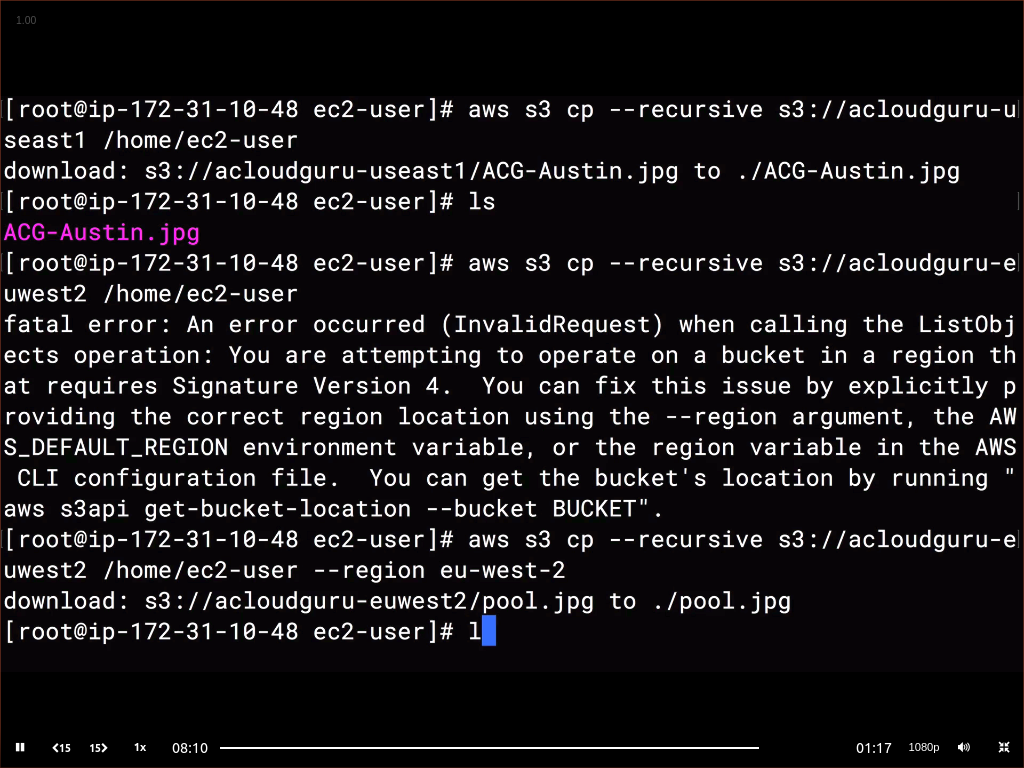 1.00
[root@ip-172-31-10-48 ec2-user]# aws s3 cp --recursive s3://acloudguru-u
seast1 /home/ec2-user
download: s3://acloudguru-useast1/ACG-Austin.jpg to ./ACG-Austin.jpg
[root@ip-172-31-10-48 ec2-user]# ls
ACG-Austin.jpg
[root@ip-172-31-10-48 ec2-user]# aws s3 cp --recursive s3://acloudguru-e
uwest2 /home/ec2-user
fatal error: An error occurred (InvalidRequest) when calling the ListObj
ects operation: You are attempting to operate on a bucket in a region th
at requires Signature Version 4.  You can fix this issue by explicitly p
roviding the correct region location using the --region argument, the AW
S_DEFAULT_REGION environment variable, or the region variable in the AWS
 CLI configuration file.  You can get the bucket's location by running "
aws s3api get-bucket-location --bucket BUCKET".
[root@ip-172-31-10-48 ec2-user]# aws s3 cp --recursive s3://acloudguru-e
uwest2 /home/ec2-user --region eu-west-2
download: s3://acloudguru-euwest2/pool.jpg to ./pool.jpg
[root@ip-172-31-10-48 ec2-user]# l
15 15 1x 08:10 01:17 1080p